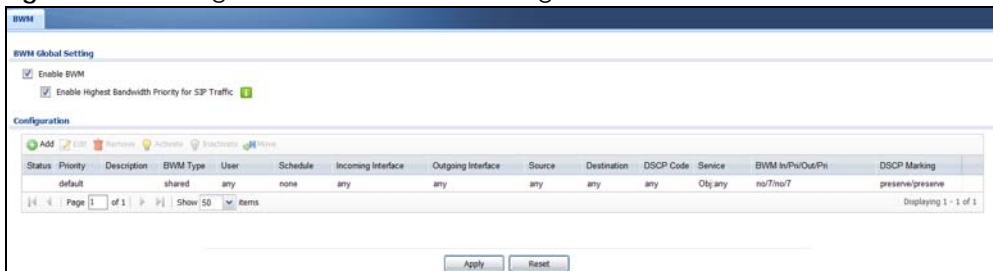 BWM
BWM Global Setting
Enable BWM
Enable Highest Bandwidth Priority for SIP Traffic
Configuration
Add Edit Remove Activate Inactivate Move
Status Priority Description BWM Type User Schedule Incoming Interface Outgoing Interface Source Destination DSCP Code Service BWM In/Pri/Out/Pri DSCP Marking
default shared any none any any any any any Obj:any no/7/no/7 preserve/preserve
Page 1 of 1 Show 50 items Displaying 1 - 1 of 1
Apply Reset